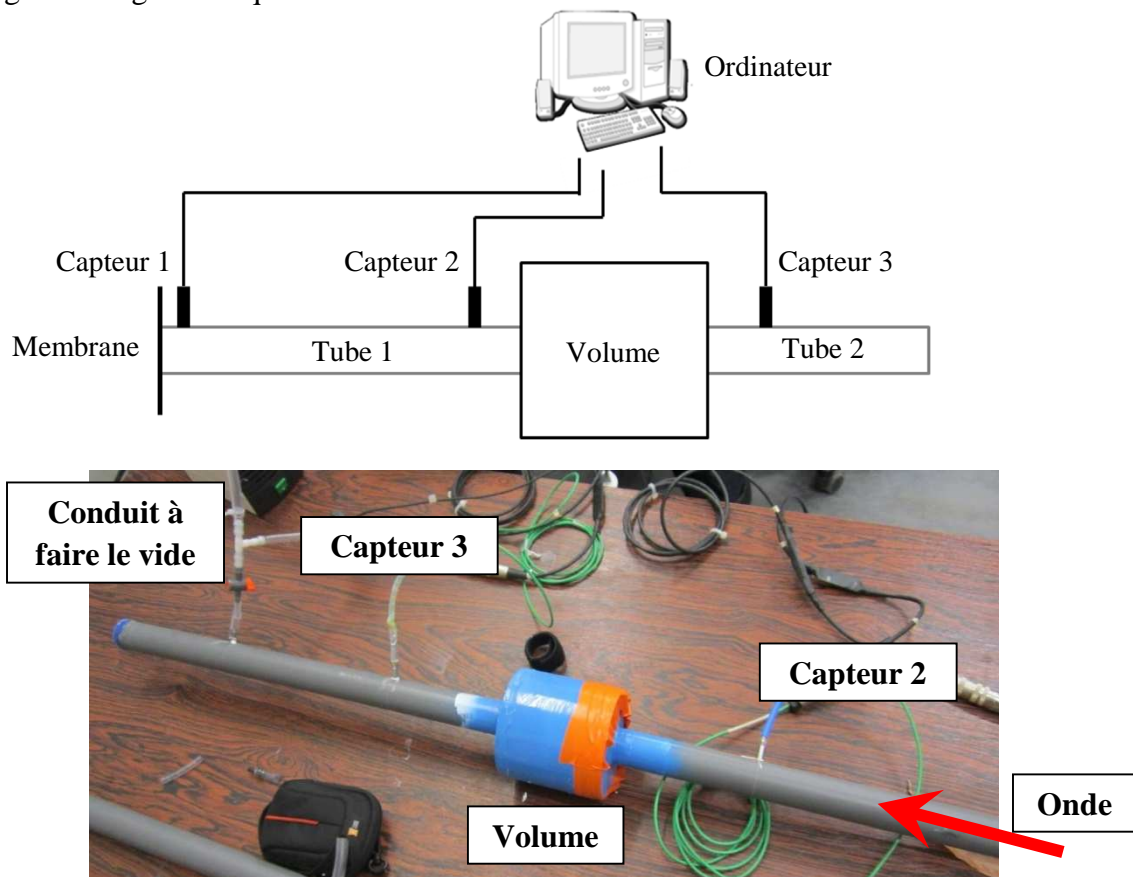 Ordinateur
Capteur 1
Capteur 2
Capteur 3
Membrane
Tube 1
Volume
Tube 2
Conduit à
faire le vide
Capteur 3
Capteur 2
Onde
Volume